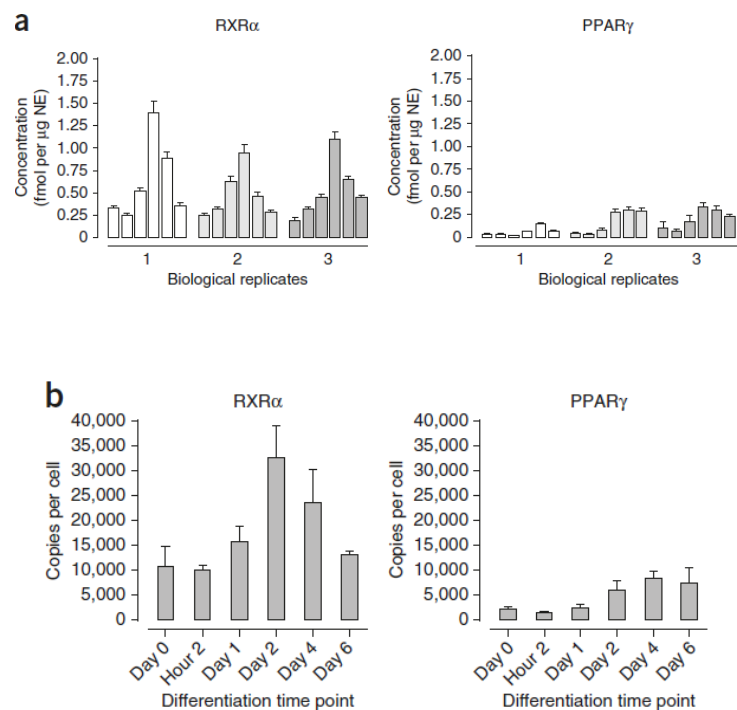 a
RXRα
PPARγ
Concentration
(fmol per μg NE)
2.00
1.75
1.50
1.25
1.00
0.75
0.50
0.25
0
1 2 3
Biological replicates
Concentration
(fmol per μg NE)
2.00
1.75
1.50
1.25
1.00
0.75
0.50
0.25
0
1 2 3
Biological replicates
b
RXRα
PPARγ
Copies per cell
40,000
35,000
30,000
25,000
20,000
15,000
10,000
5,000
0
Day 0 Hour 2 Day 1 Day 2 Day 4 Day 6
Differentiation time point
Copies per cell
40,000
35,000
30,000
25,000
20,000
15,000
10,000
5,000
0
Day 0 Hour 2 Day 1 Day 2 Day 4 Day 6
Differentiation time point